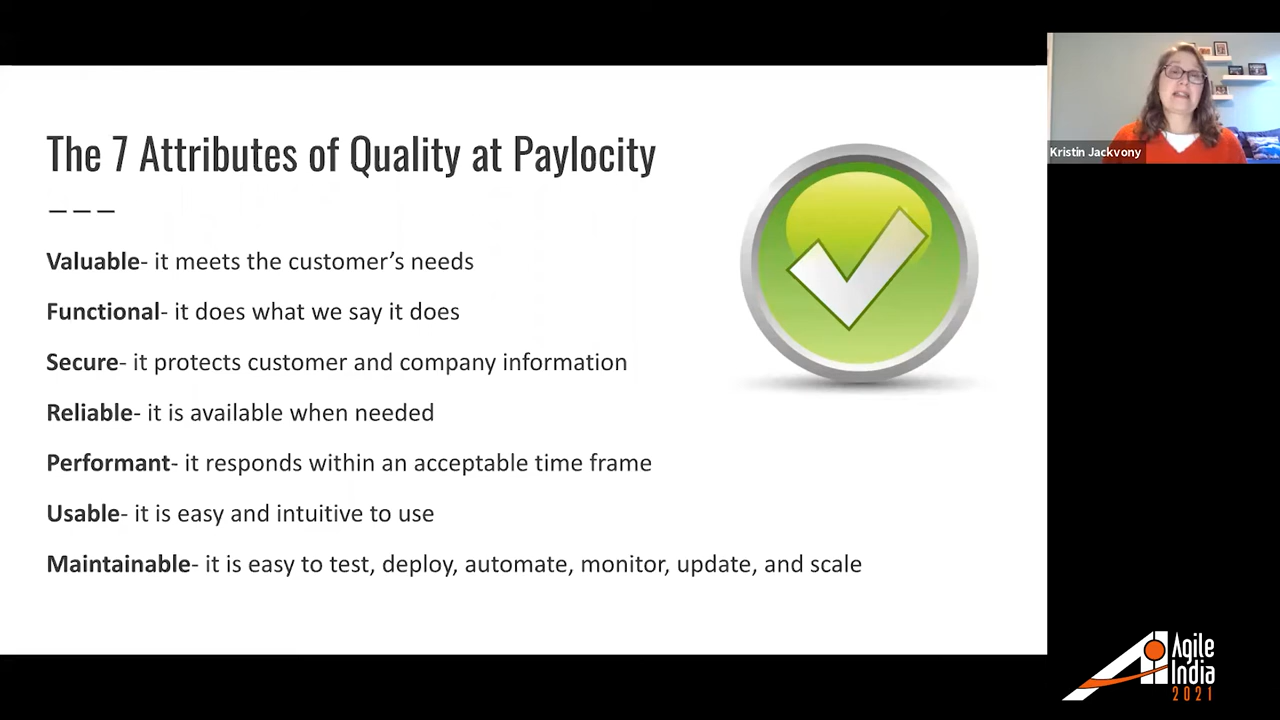 The 7 Attributes of Quality at Paylocity
Valuable- it meets the customer’s needs
Functional- it does what we say it does
Secure- it protects customer and company information
Reliable- it is available when needed
Performant- it responds within an acceptable time frame
Usable- it is easy and intuitive to use
Maintainable- it is easy to test, deploy, automate, monitor, update, and scale
Kristin Jackvony
Agile
India
2021